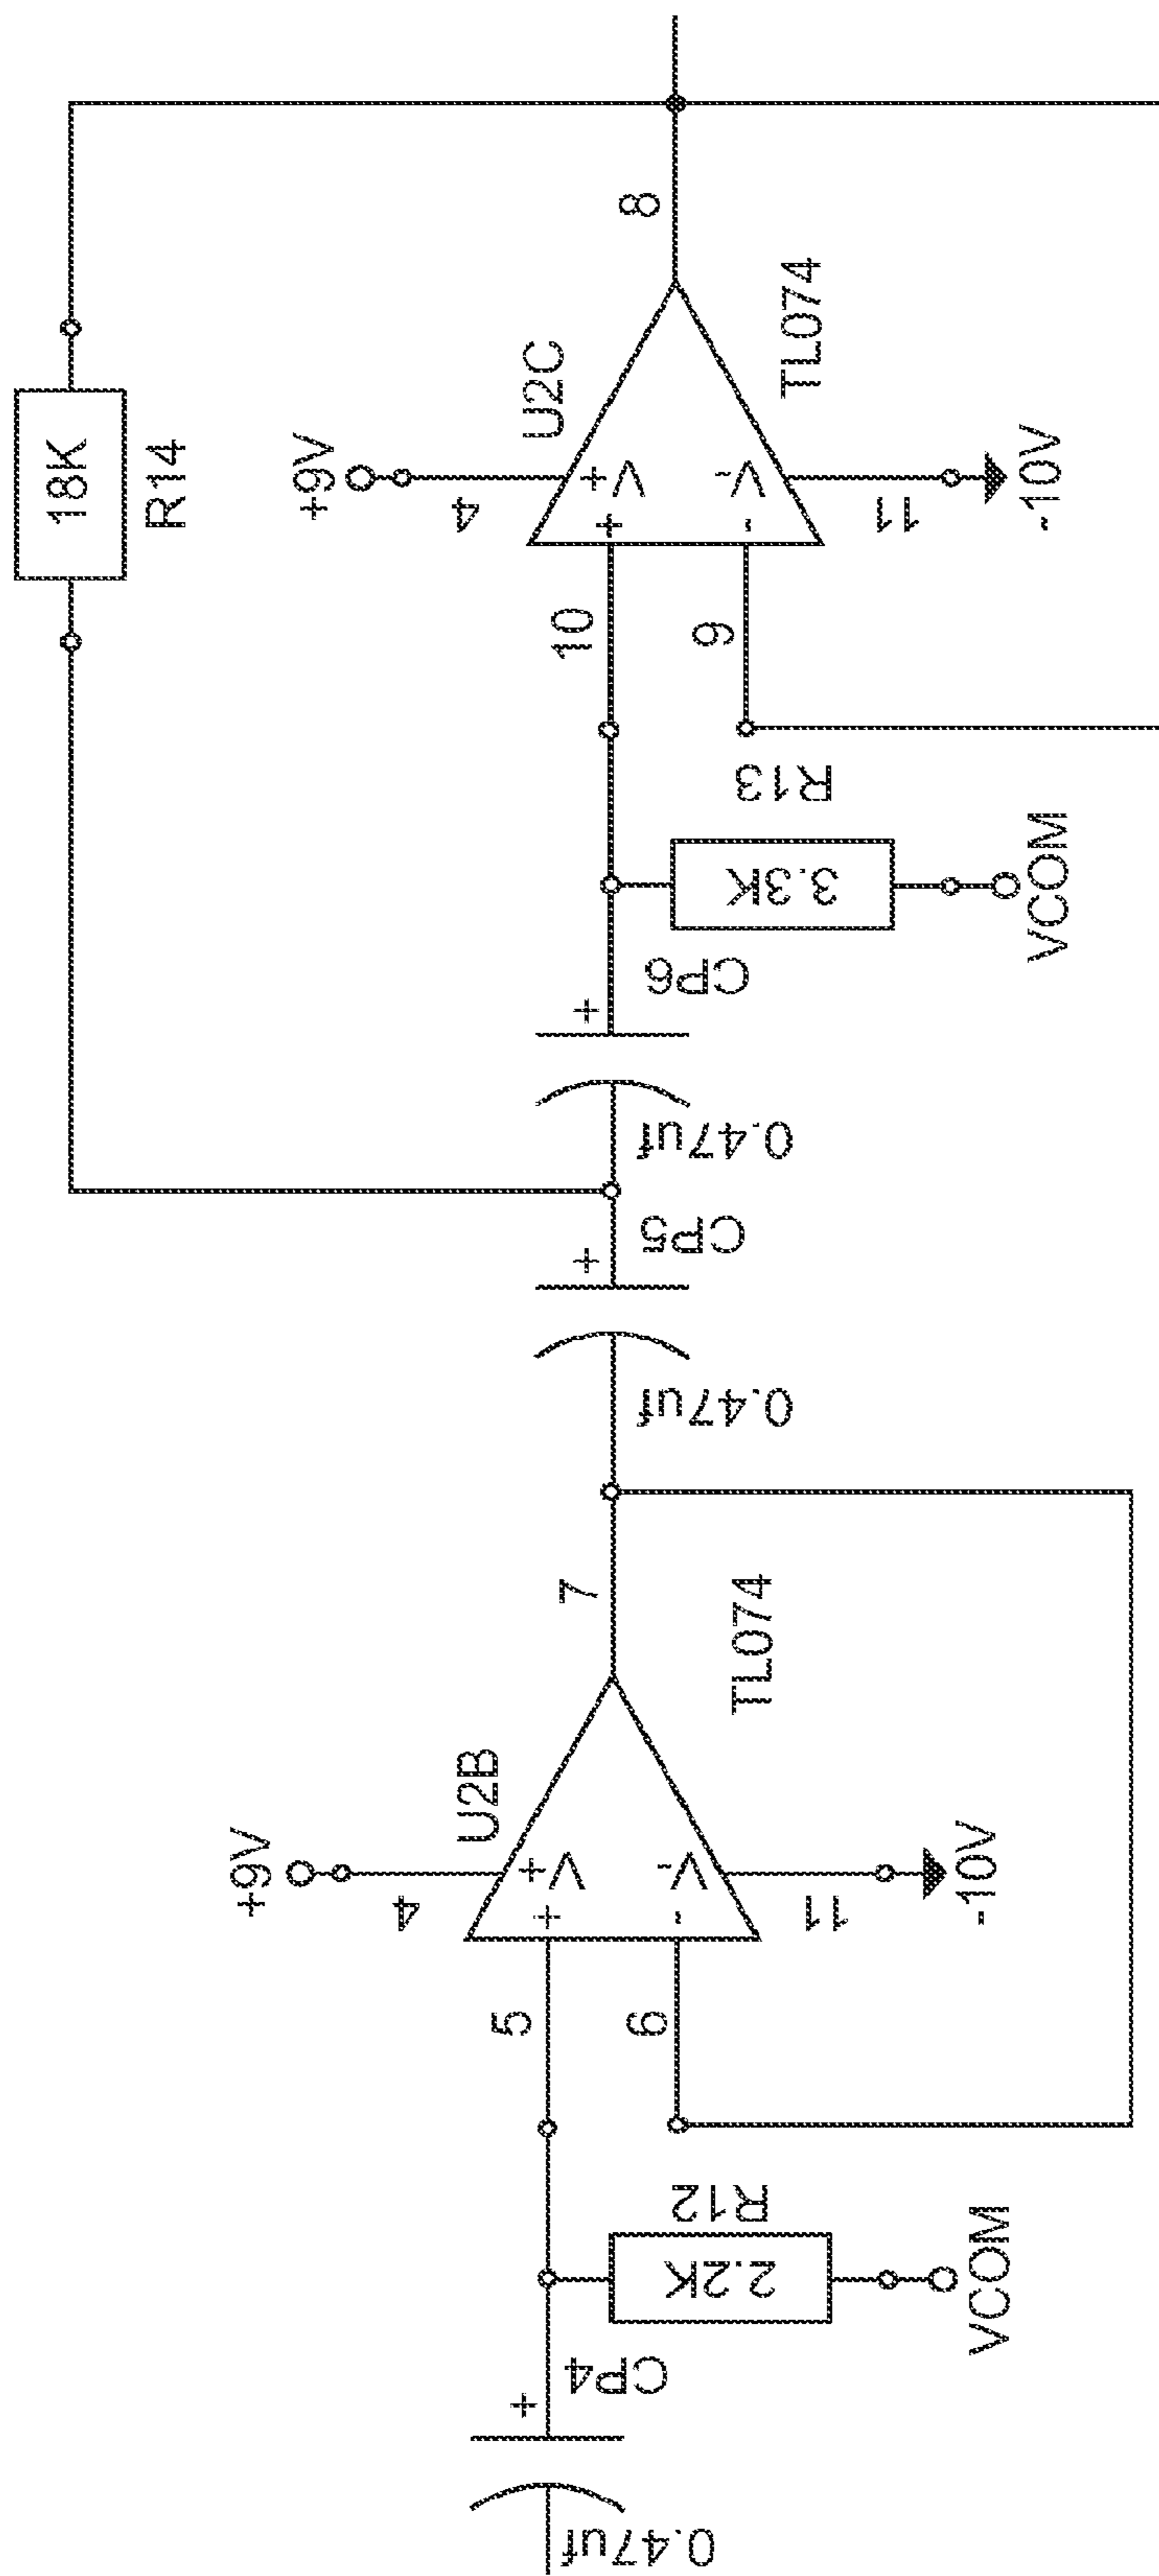 18K
R14
8
+9V
U2C
TL074
4
+
V+
-
V-
11
-10V
10
9
R13
3.3K
VCOM
+
CP6
0.47uf
+
CP5
0.47uf
7
TL074
U2B
+9V
4
+
V+
-
V-
11
-10V
5
6
R12
2.2K
VCOM
+
CP4
0.47uf